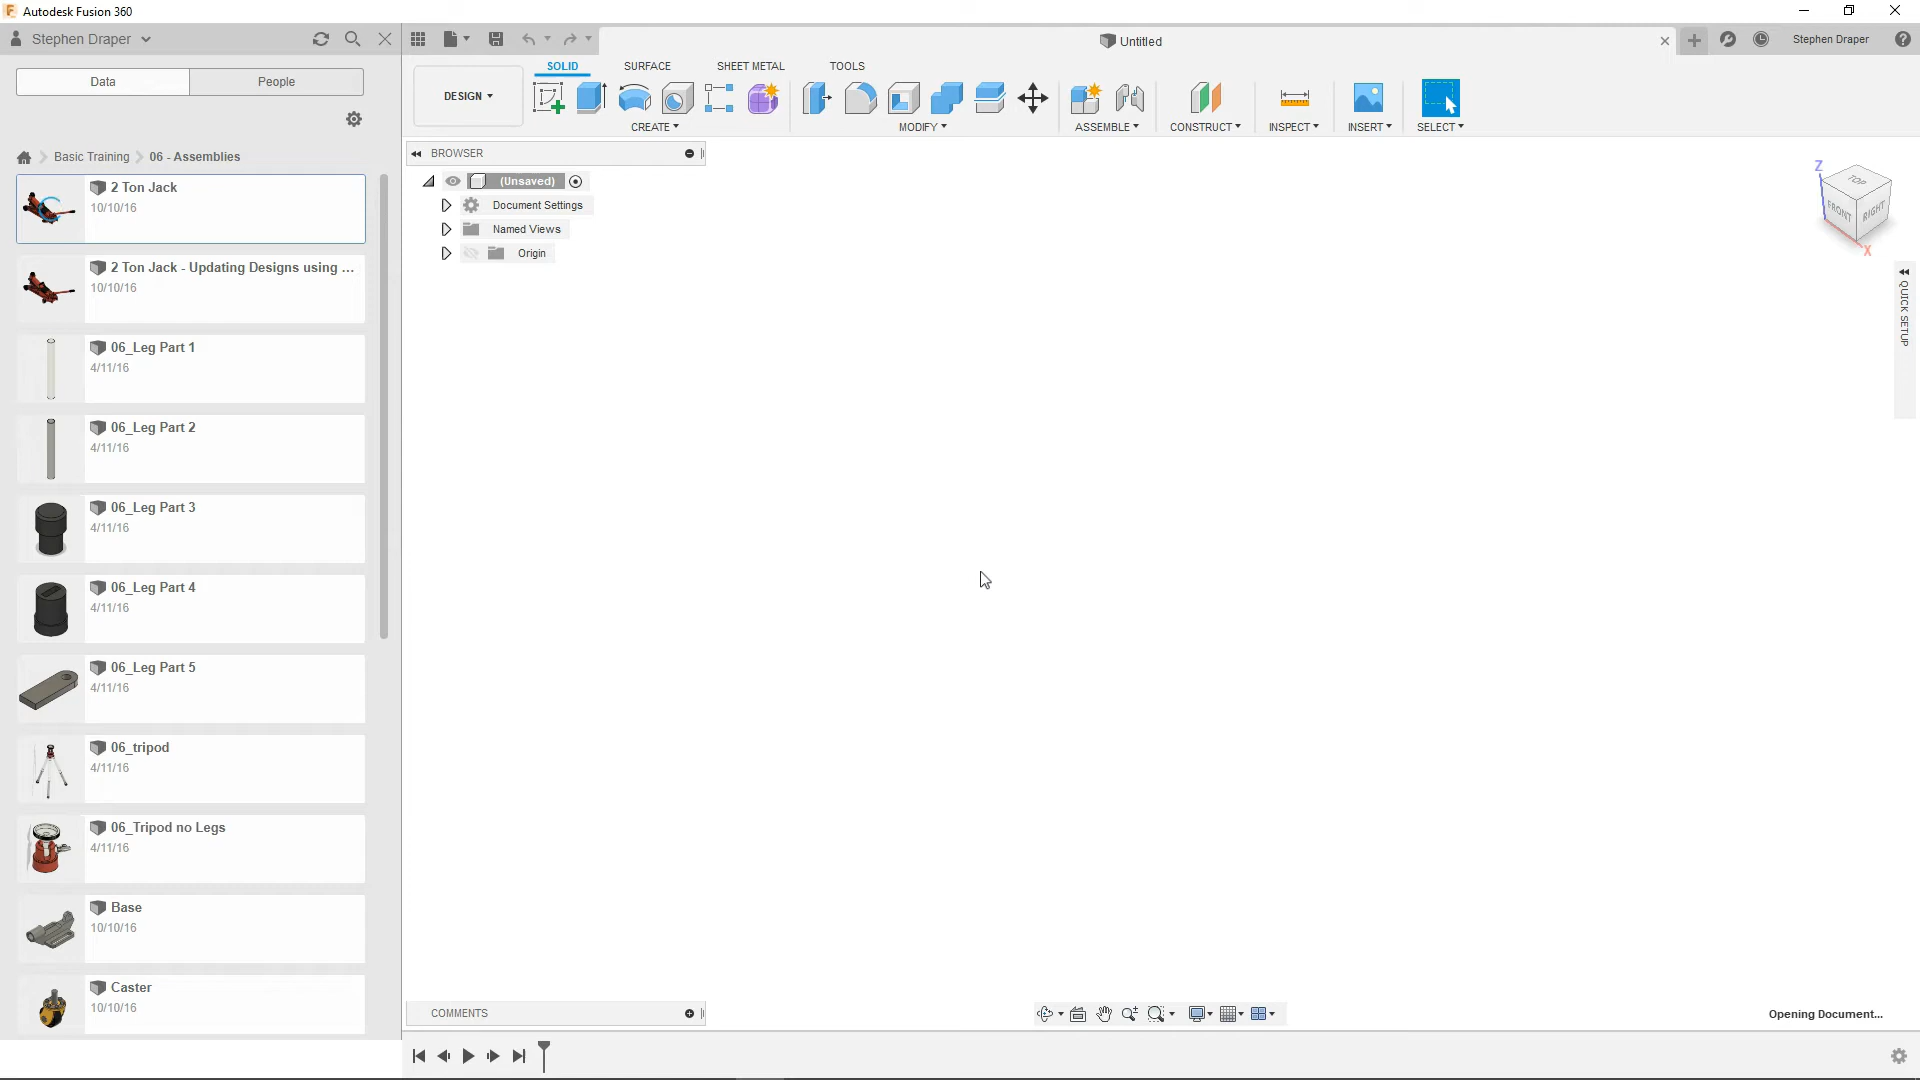 Autodesk Fusion 360
Stephen Draper
Untitled
Stephen Draper
Data
People
SOLID
SURFACE
SHEET METAL
TOOLS
DESIGN
CREATE
MODIFY
ASSEMBLE
CONSTRUCT
INSPECT
INSERT
SELECT
Basic Training
06 - Assemblies
BROWSER
(Unsaved)
Document Settings
Named Views
Origin
Z
TOP
FRONT
RIGHT
X
QUICK SETUP
2 Ton Jack
10/10/16
2 Ton Jack - Updating Designs using ...
10/10/16
06_Leg Part 1
4/11/16
06_Leg Part 2
4/11/16
06_Leg Part 3
4/11/16
06_Leg Part 4
4/11/16
06_Leg Part 5
4/11/16
06_tripod
4/11/16
06_Tripod no Legs
4/11/16
Base
10/10/16
Caster
10/10/16
COMMENTS
Opening Document...